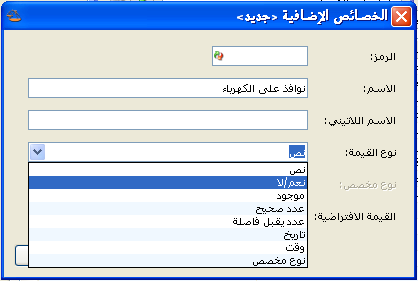 الخصائص الإضافية <جديد>
الرمز:
الاسم: نوافذ على الكهرباء
الاسم اللاتيني:
نوع القيمة: نص
نص
نعم/لا
نوع مخصص:
موجود
عدد صحيح
القيمة الافتراضية:
عدد يقبل فاصلة
تاريخ
وقت
نوع مخصص